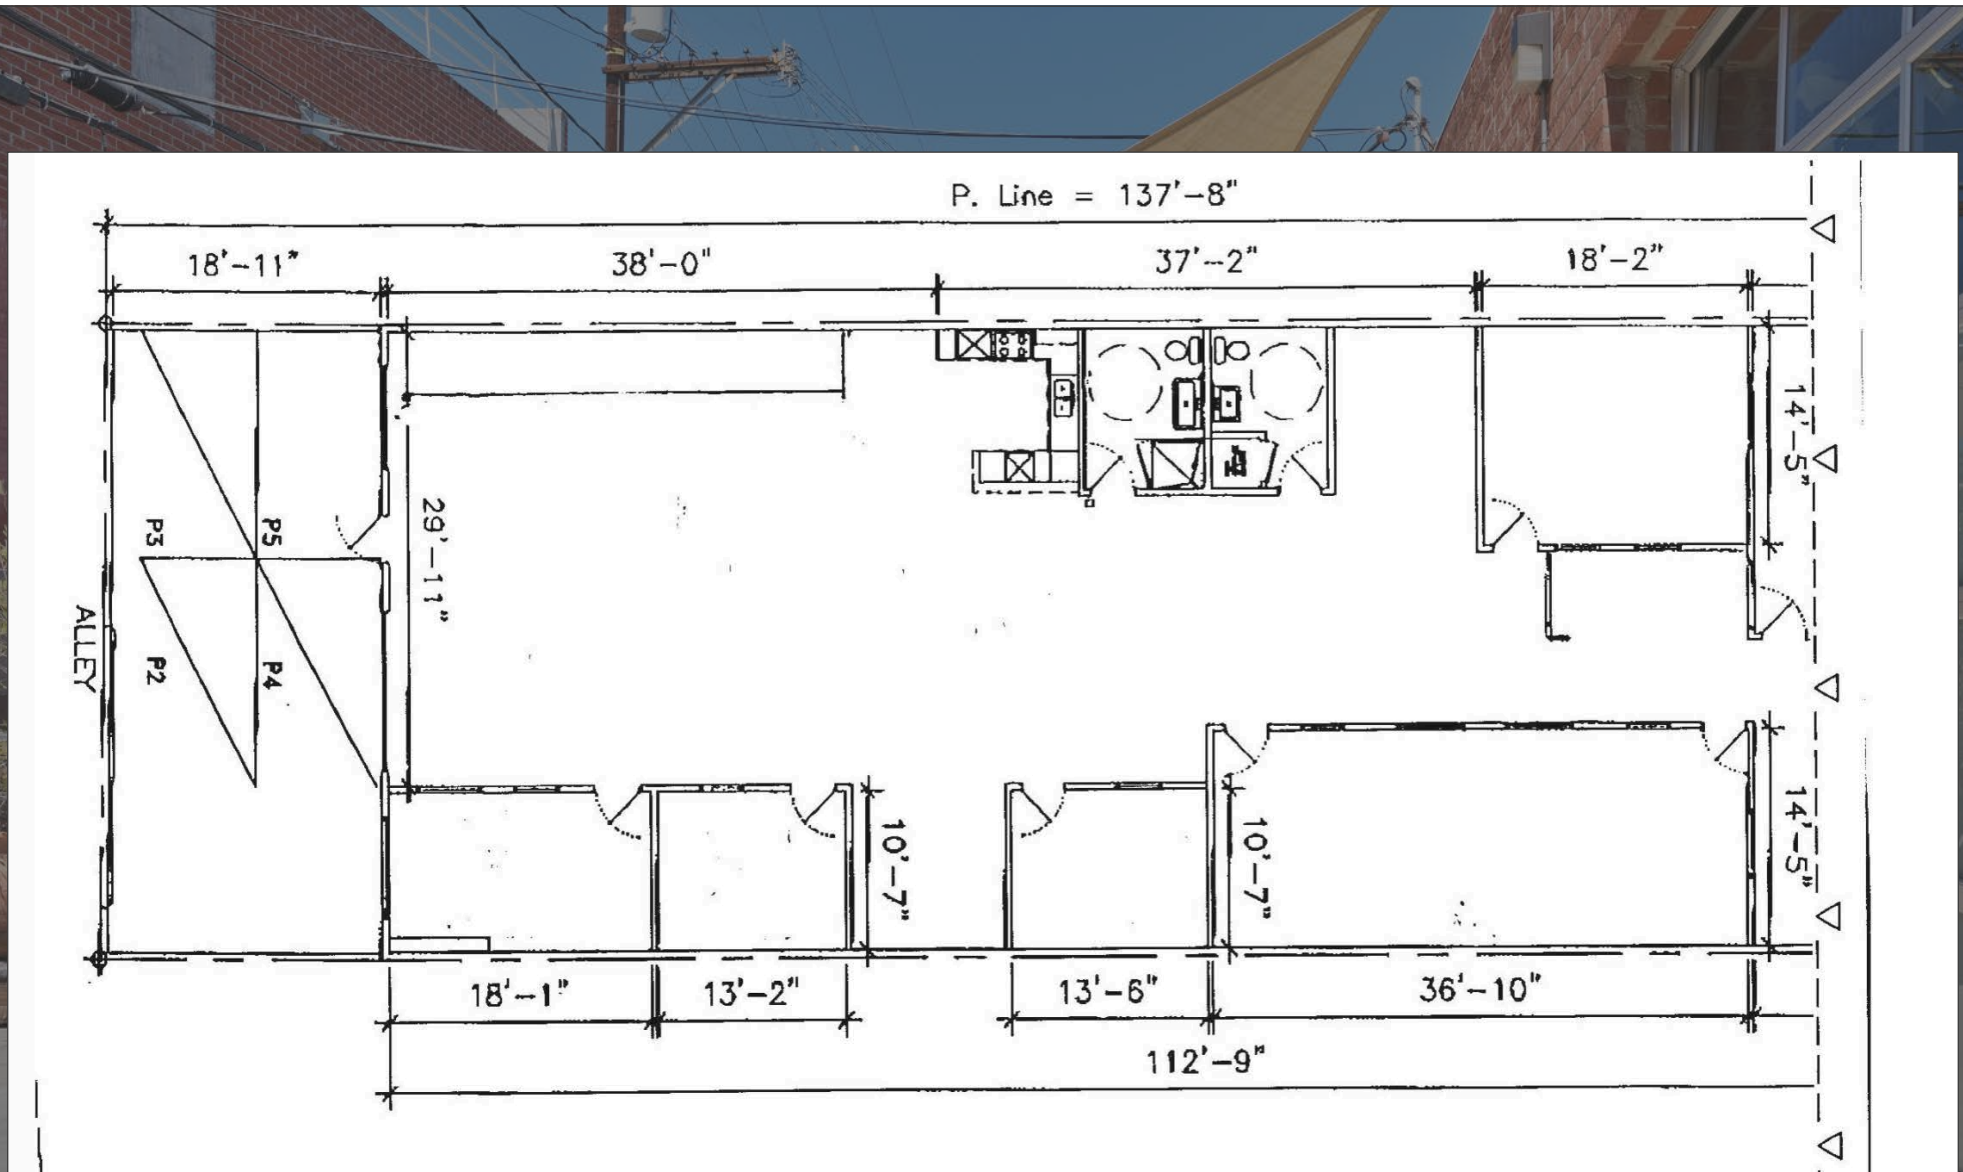 P. Line = 137'-8"
18'-11"
38'-0"
37'-2"
18'-2"
14'-5"
29'-11"
P3
P5
ALLEY
P2
P4
10'-7"
10'-7"
14'-5"
18'-1"
13'-2"
13'-6"
36'-10"
112'-9"